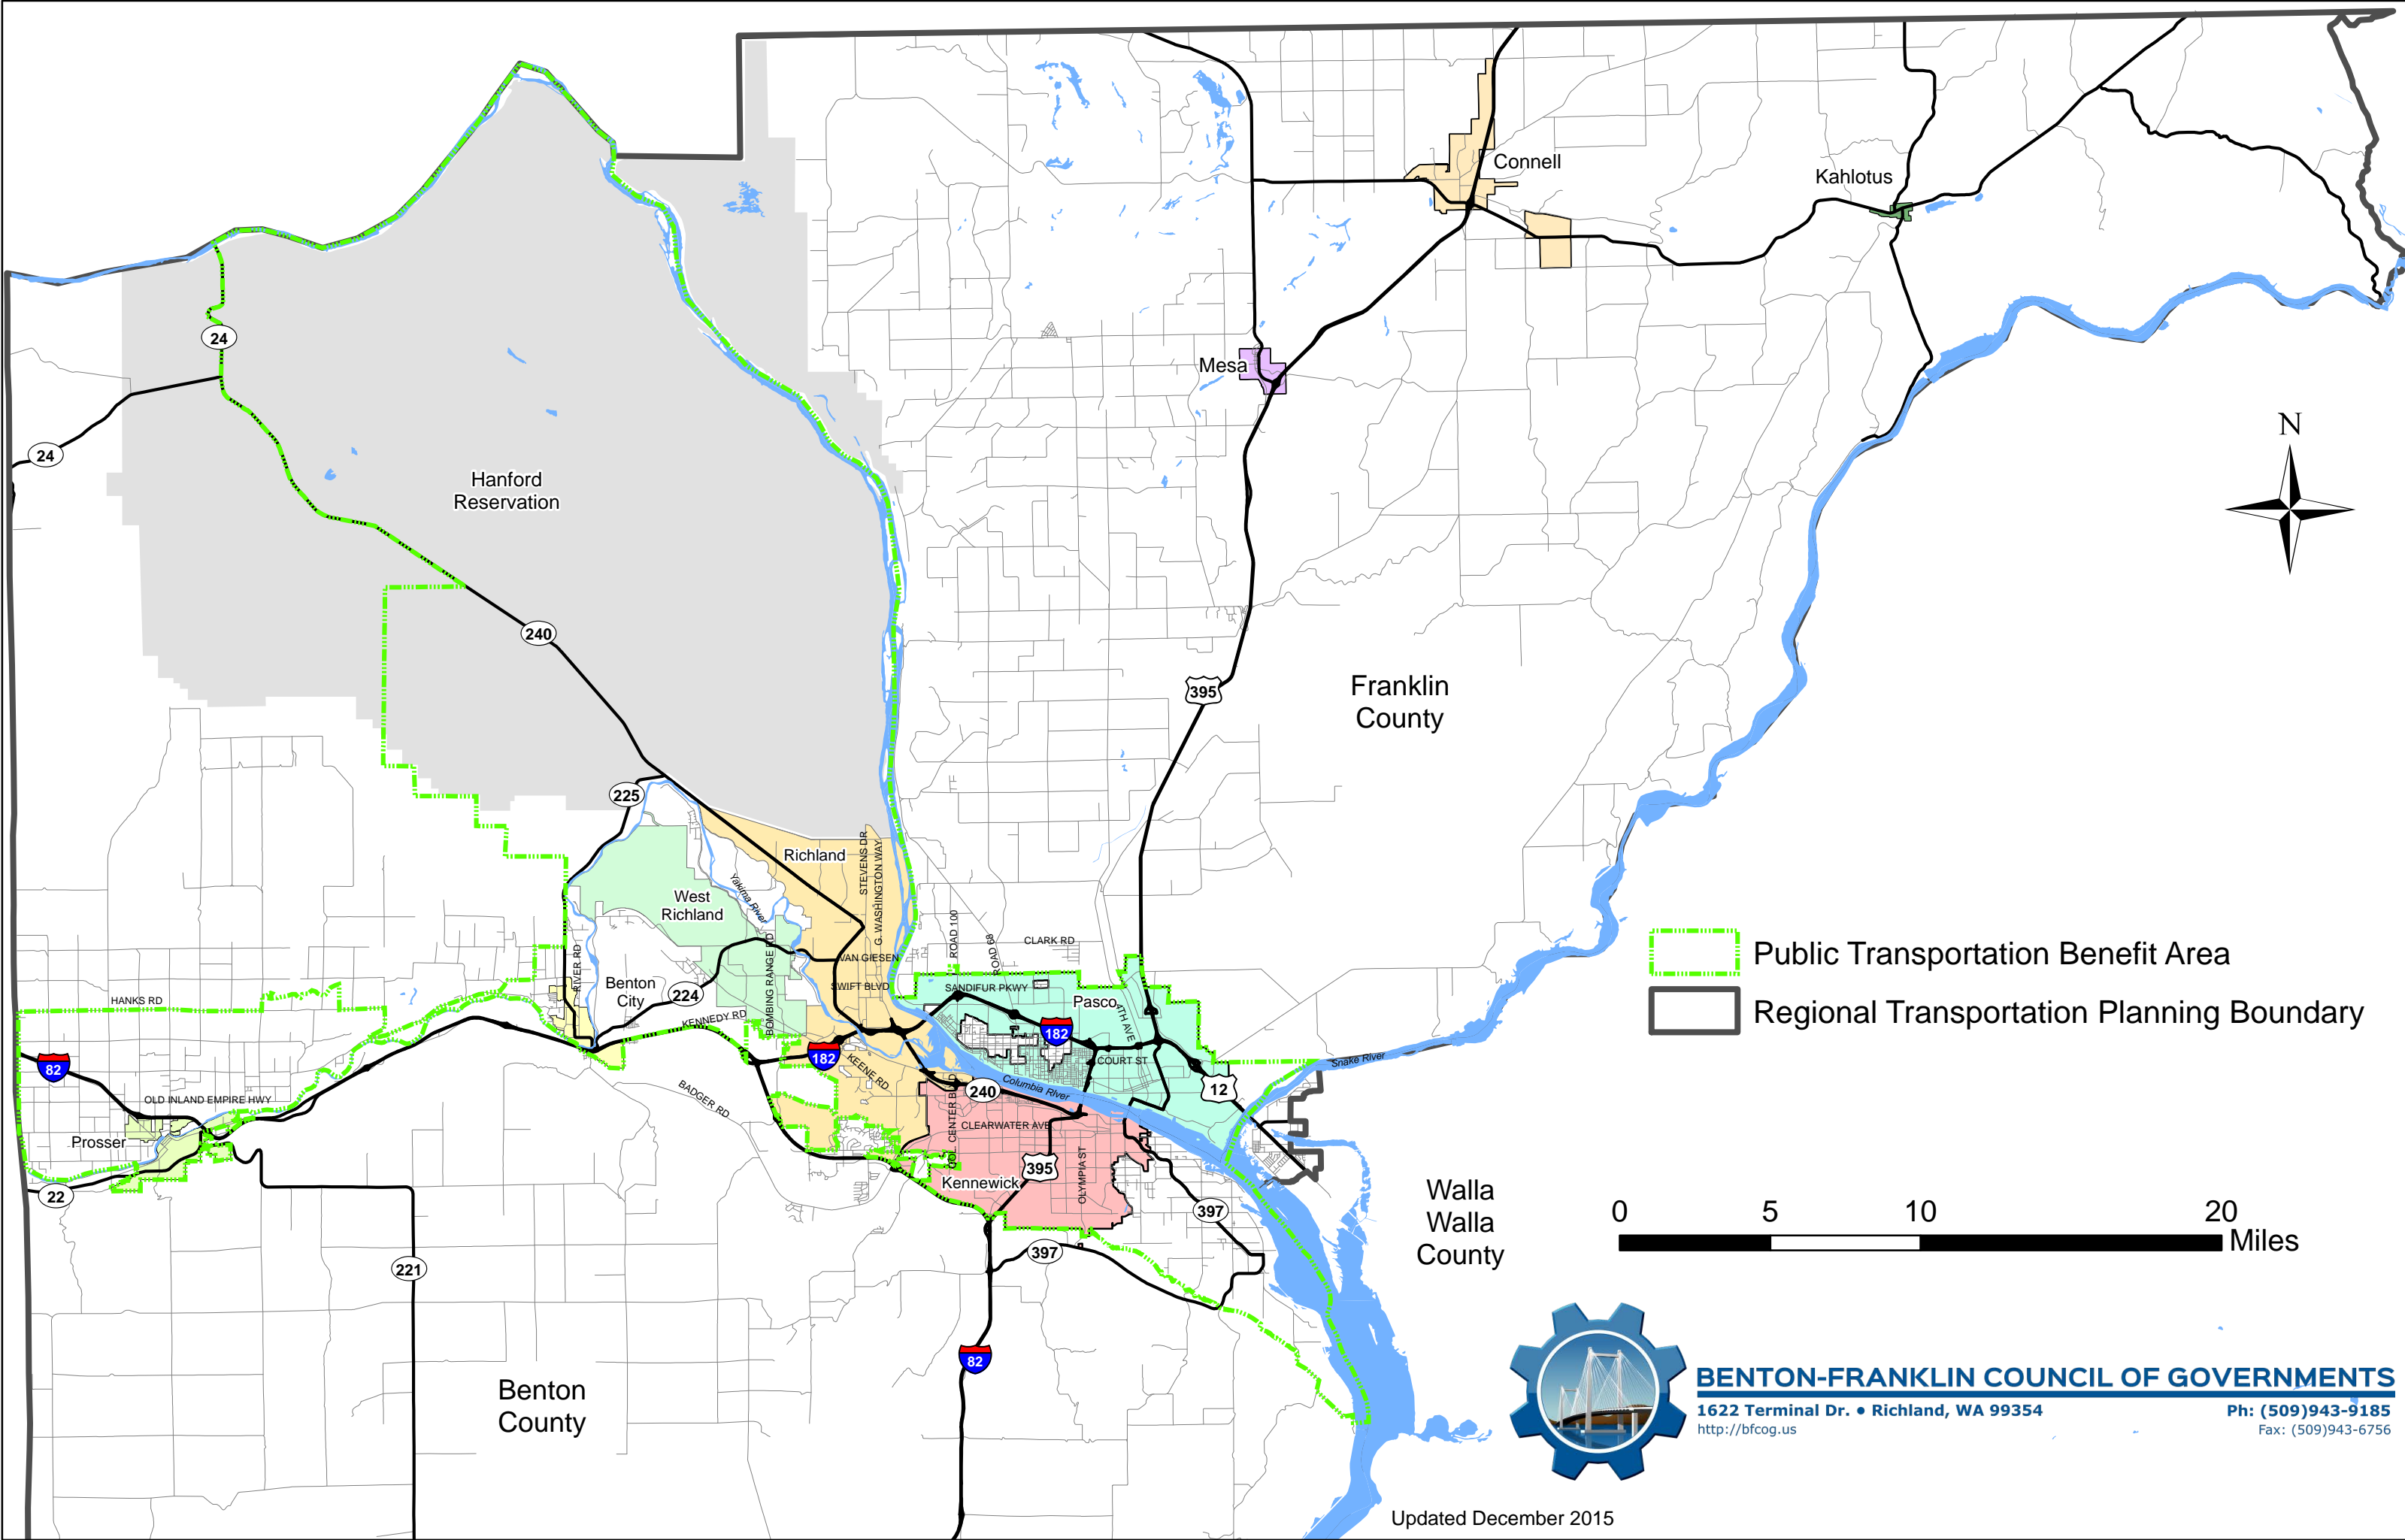 Connell
Kahlotus
24
Mesa
N
24
Hanford
Reservation
240
395
Franklin
County
225
Richland
STEVENS DR
G. WASHINGTON WAY
West
Richland
Yakima River
ROAD 100
ROAD 68
CLARK RD
Public Transportation Benefit Area
VAN GIESEN
RIVER RD
BOMBING RANGE RD
Benton
City
224
SWIFT BLVD
SANDIFUR PKWY
Pasco
4TH AVE
HANKS RD
KENNEDY RD
Regional Transportation Planning Boundary
182
182
COURT ST
Snake River
82
KEENE RD
240
Columbia River
12
OLD INLAND EMPIRE HWY
BADGER RD
COL. CENTER BLVD
CLEARWATER AVE
Prosser
395
OLYMPIA ST
Kennewick
22
397
Walla
Walla
County
0 5 10 20
Miles
397
221
82
Benton
County
BENTON-FRANKLIN COUNCIL OF GOVERNMENTS
1622 Terminal Dr. • Richland, WA 99354 Ph: (509)943-9185
http://bfcog.us Fax: (509)943-6756
Updated December 2015